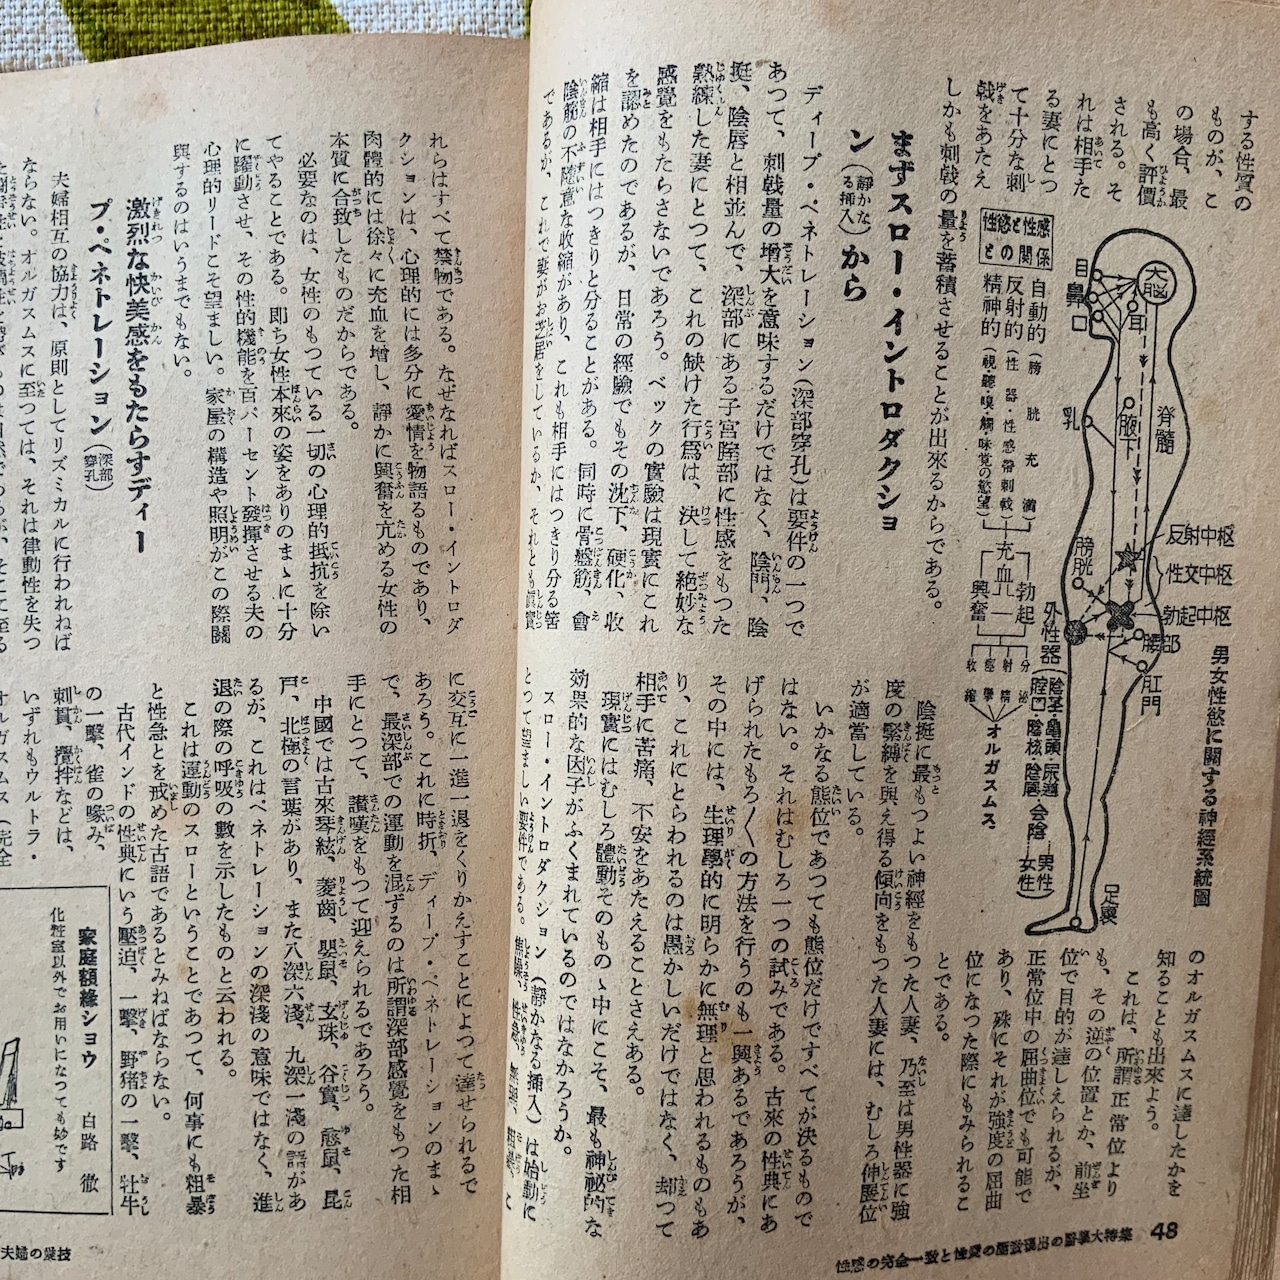 する性質の
ものが、こ
の場合、最
も高く評價
される。そ
れは相手た
る妻にとつ
て十分な刺
戟をあたえ
しかも刺戟の量を蓄積させることが出來るからである。
まずスロー・イントロダクショ
ン（靜かなる挿入）から
ディープ・ペネトレーション（深部穿孔）は要件の一つで
あつて、刺戟量の増大を意味するだけではなく、陰門、陰
挺、陰唇と相並んで、深部にある子宮腟部に性感をもつた
熟練した妻にとつて、これの缺けた行爲は、決して絶妙な
感覺をもたらさないであろう。ベックの實驗は現實にこれ
を認めたのであるが、日常の經驗でもその沈下、硬化、收
縮は相手にはつきりと分ることがある。同時に骨盤筋、會
陰筋の不隨意な收縮があり、これも相手にはつきり分る筈
であるが、これで妻がお芝居をしているか、それとも眞實
男女性慾に関する神經系統圖
性慾と性感
との関係
自動的（膀胱充満）
反射的（性器・性感帯刺戟）
精神的（視聽嗅・觸味覚の慾望）
勃起
充血
興奮
分泌
射精
痙攣
收縮
オルガスムス
大脳
目
鼻
口
耳
脊髓
腋下
乳
反射中枢
性交中枢
勃起中枢
膀胱
腰部
肛門
外性器
陰茎・亀頭・尿道・会陰…男性
腟口・陰核・陰唇…女性
足裏
のオルガスムスに達したかを
知ることも出來よう。
これは、所謂正常位より
も、その逆の位置とか、前坐
位で目的が達しえられるが、
正常位中の屈曲位でも可能で
あり、殊にそれが強度の屈曲
位になつた際にもみられるこ
とである。
陰挺に最もつよい神經をもつた人妻、乃至は男性器に強
度の緊縛を與え得る傾向をもつた人妻には、むしろ伸展位
が適當している。
いかなる態位であつても態位だけですべてが決るもので
はない。それはむしろ一つの試みである。古來の性典にあ
げられたもろ〳〵の方法を行うのも一興あるであろうが、
その中には、生理學的に明らかに無理と思われるものもあ
り、これにとらわれるのは愚かしいだけではなく、却つて
相手に苦痛、不安をあたえることさえある。
現實にはむしろ體動そのものゝ中にこそ、最も神祕的な
効果的な因子がふくまれているのではなかろうか。
スロー・イントロダクション（靜かなる挿入）は始動に
とつて望ましい要件である。焦燥、性急、無理、粗暴、こ
48
性感の完全一致と性愛の

れらはすべて禁物である。なぜなればスロー・イントロダ
クションは、心理的には多分に愛情を物語るものであり、
肉體的には徐々に充血を增し、靜かに興奮を亢める女性の
本質に合致したものだからである。
必要なのは、女性のもつている一切の心理的抵抗を除い
てやることである。即ち女性本來の姿をありのまゝに十分
に躍動させ、その性的機能を百パーセント發揮させる夫の
心理的リードこそ望ましい。家屋の構造や照明がこの際關
與するのはいうまでもない。
激烈な快美感をもたらすディー
プ・ペネトレーション（深部穿孔）
夫婦相互の協力は、原則としてリズミカルに行われねば
ならない。オルガスムスに至つては、それは律動性を失つ
に交互に一進一退をくりかえすことによつて達せられるで
あろう。これに時折、ディープ・ペネトレーションのまゝ
で、最深部での運動を混ずるのは所謂深部感覺をもつた相
手にとつて、讃嘆をもつて迎えられるであろう。
中國では古來琴絃、菱齒、嬰鼠、玄珠、谷實、愈鼠、昆
戸、北極の言葉があり、また八深六淺、九深一淺の語があ
るが、これはペネトレーションの深淺の意味ではなく、進
退の際の呼吸の數を示したものと云われる。
これは運動のスローということであつて、何事にも粗暴
と性急とを戒めた古語であるとみねばならない。
古代インドの性典にいう壓迫、一擊、野猪の一擊、牡牛
の一擊、雀の啄み、
刺貫、攪拌などは、
いずれもウルトラ・
オルガスムス（完全
家庭額縁ショウ　白路 徹
化粧室以外でお用いになつても妙です
夫婦の愛技